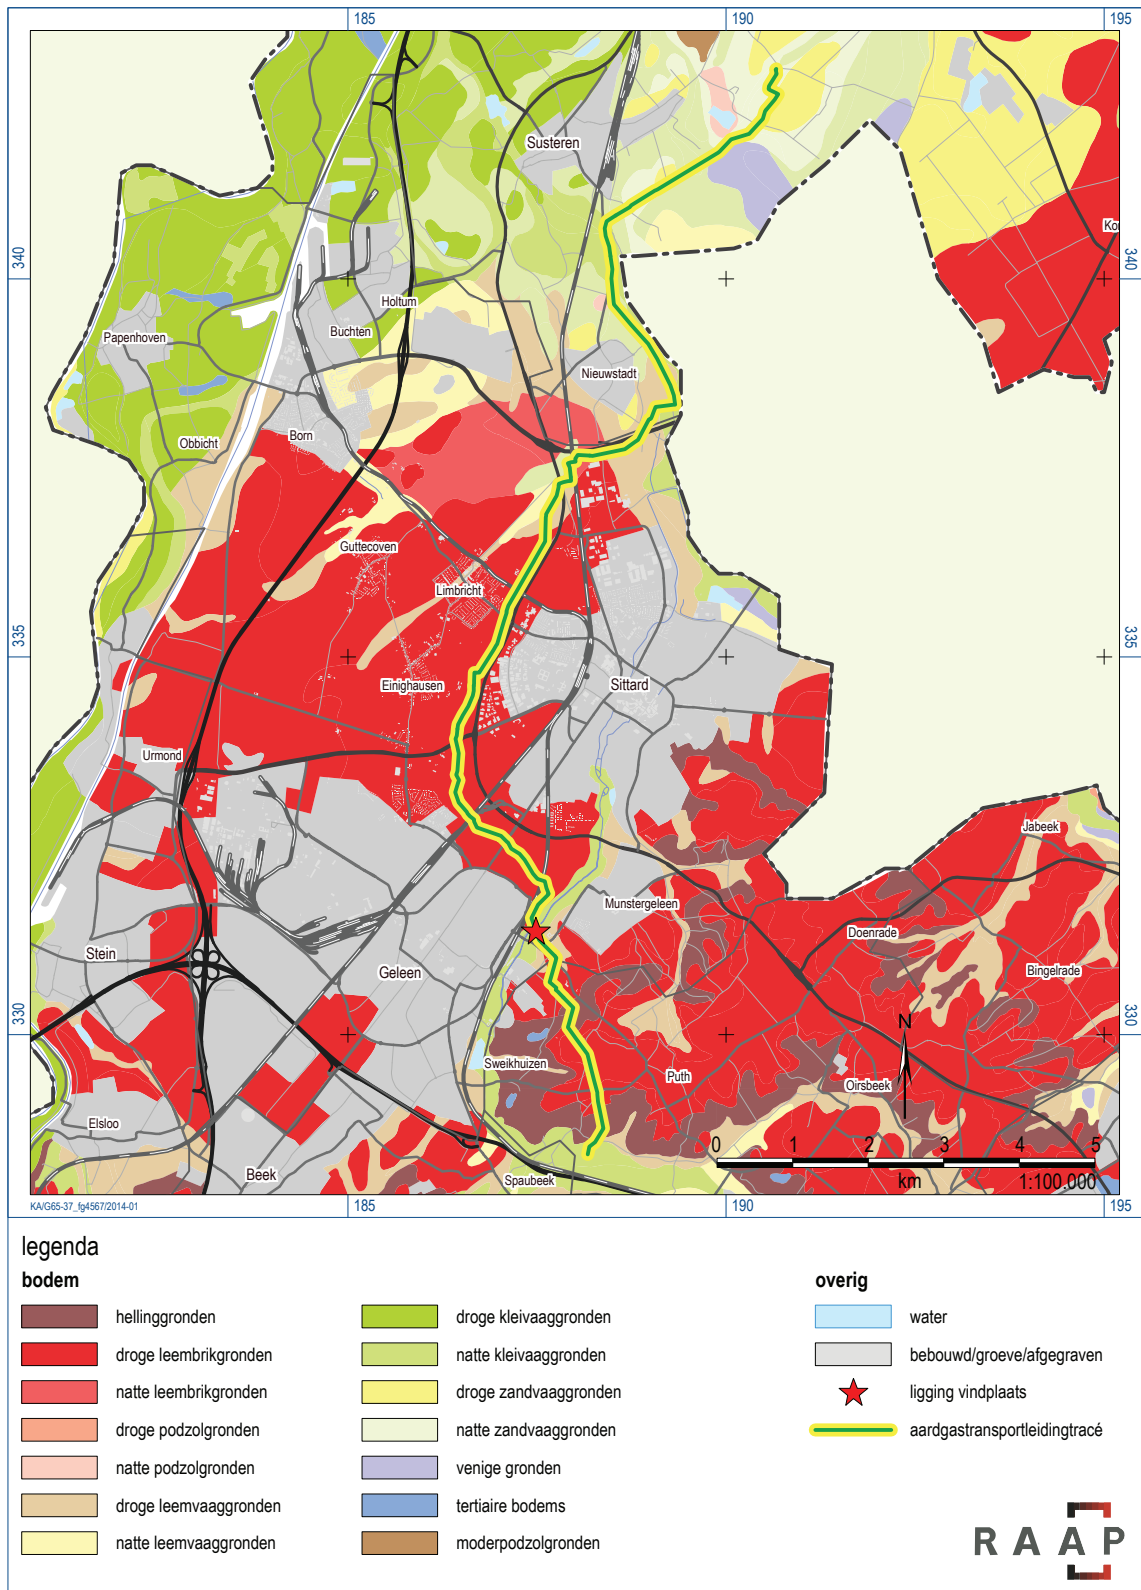 185 190 195
Susteren
Ko
340 340
Holtum
Papenhoven Buchten
Nieuwstadt
Obbicht Born
Guttecoven
Limbricht
335 335
Einighausen Sittard
Urmond
Jabeek
Munstergeleen
Doenrade
Stein Geleen Bingelrade
330 330
N
Sweikhuizen Puth
Oirsbeek
Elsloo
0 1 2 3 4 5
Beek Spaubeek km 1:100.000
KA/G65-37_fg4567/2014-01
185 190 195
legenda
bodem
hellinggronden
droge leembrikgronden
natte leembrikgronden
droge podzolgronden
natte podzolgronden
droge leemvaaggronden
natte leemvaaggronden
droge kleivaaggronden
natte kleivaaggronden
droge zandvaaggronden
natte zandvaaggronden
venige gronden
tertiaire bodems
moderpodzolgronden
overig
water
bebouwd/groeve/afgegraven
ligging vindplaats
aardgastransportleidingtracé
RAAP